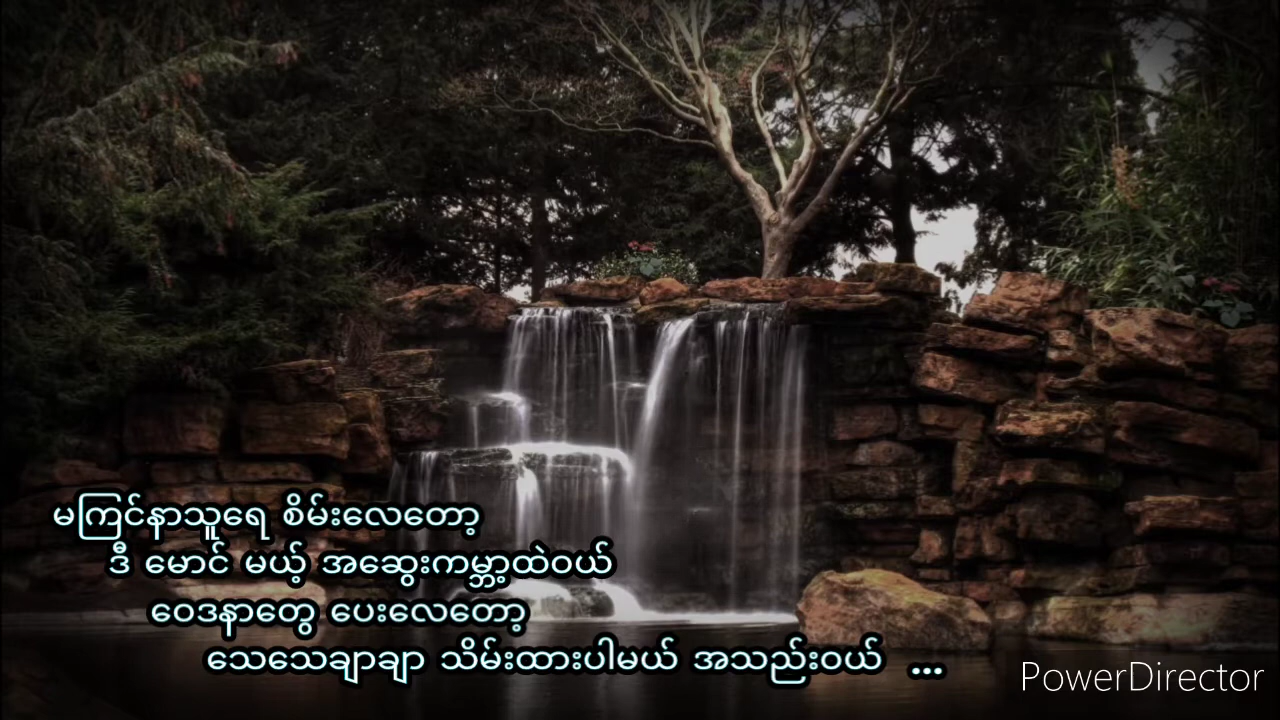 မကြင်နာသူရေ စိမ်းလေတော့
ဒီ မောင် မယ့် အဆွေးကမ္ဘာ့ထဲဝယ်
ဝေဒနာတွေ ပေးလေတော့
သေသေချာချာ သိမ်းထားပါမယ် အသည်းဝယ် ...
PowerDirector